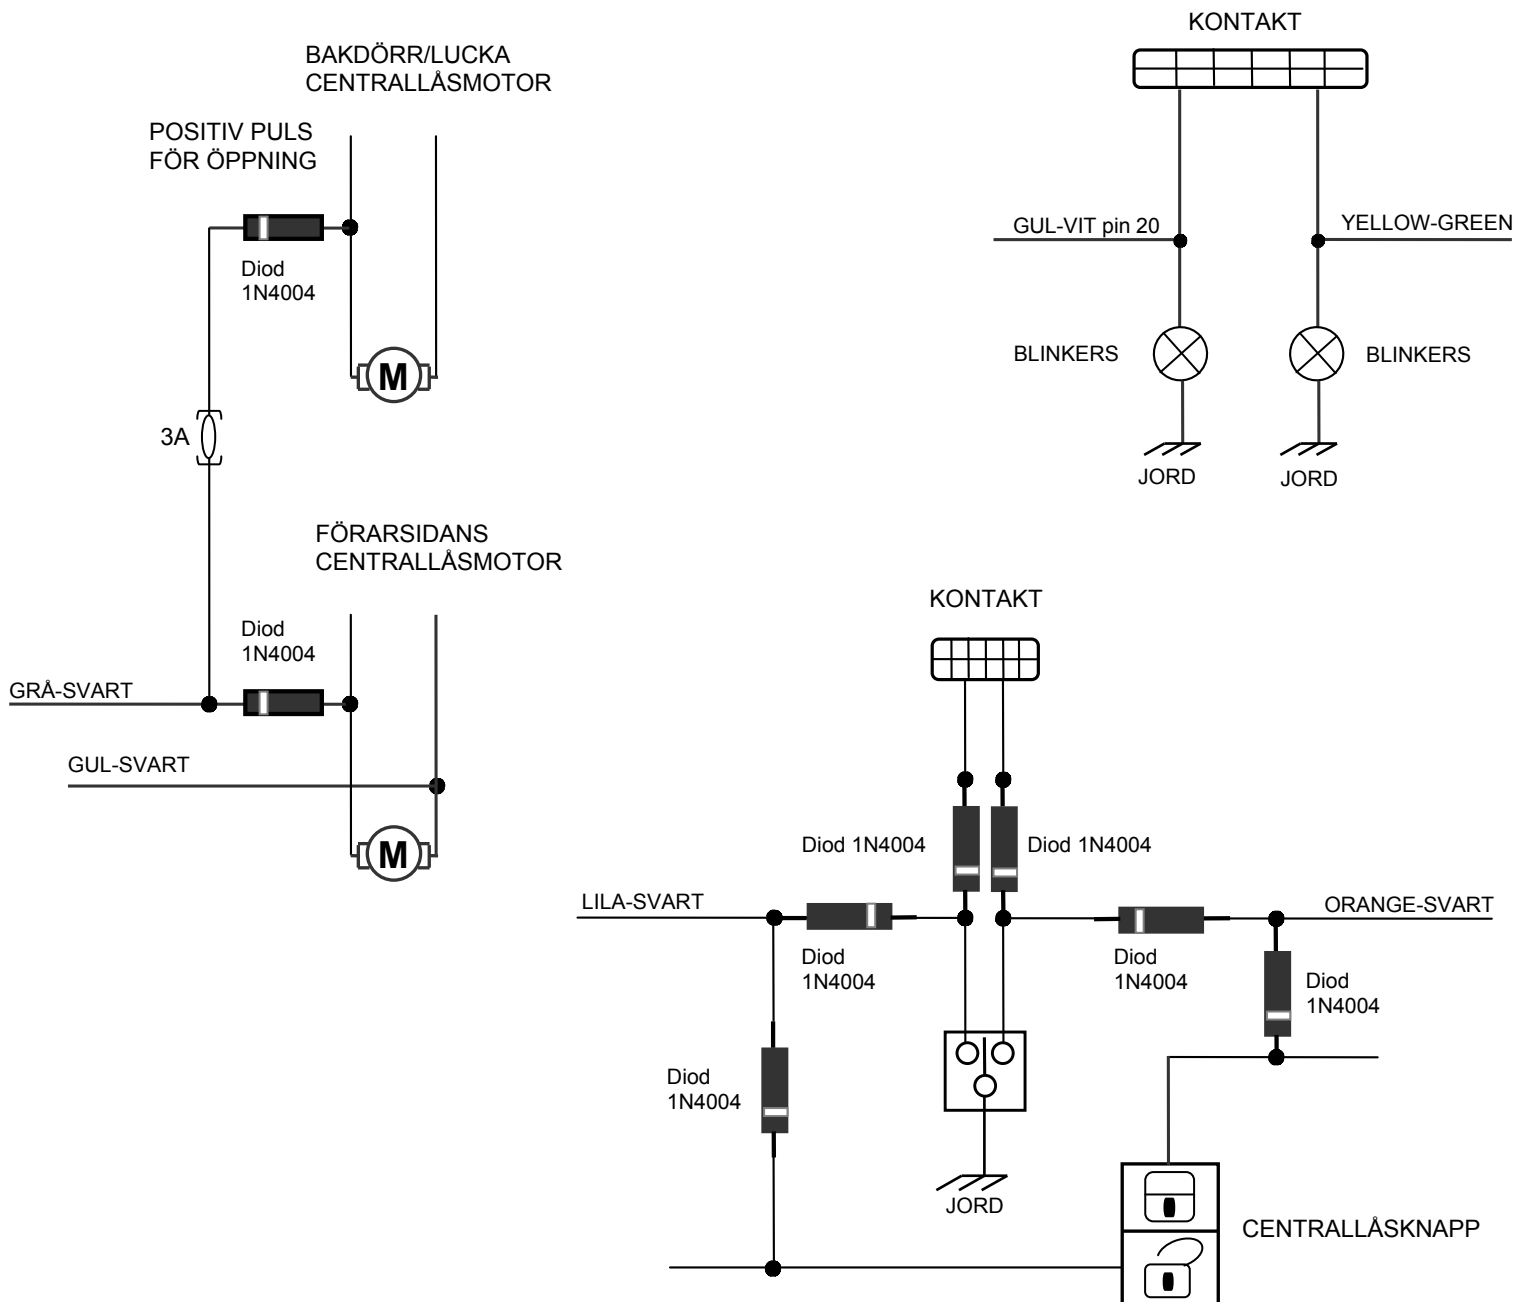 KONTAKT
BAKDÖRR/LUCKA
CENTRALLÅSMOTOR
POSITIV PULS
FÖR ÖPPNING
Diod
1N4004
M
3A
GUL-VIT pin 20
YELLOW-GREEN
BLINKERS
BLINKERS
JORD
JORD
FÖRARSIDANS
CENTRALLÅSMOTOR
Diod
1N4004
GRÅ-SVART
GUL-SVART
M
KONTAKT
Diod 1N4004
Diod 1N4004
LILA-SVART
ORANGE-SVART
Diod
1N4004
Diod
1N4004
Diod
1N4004
Diod
1N4004
JORD
CENTRALLÅSKNAPP